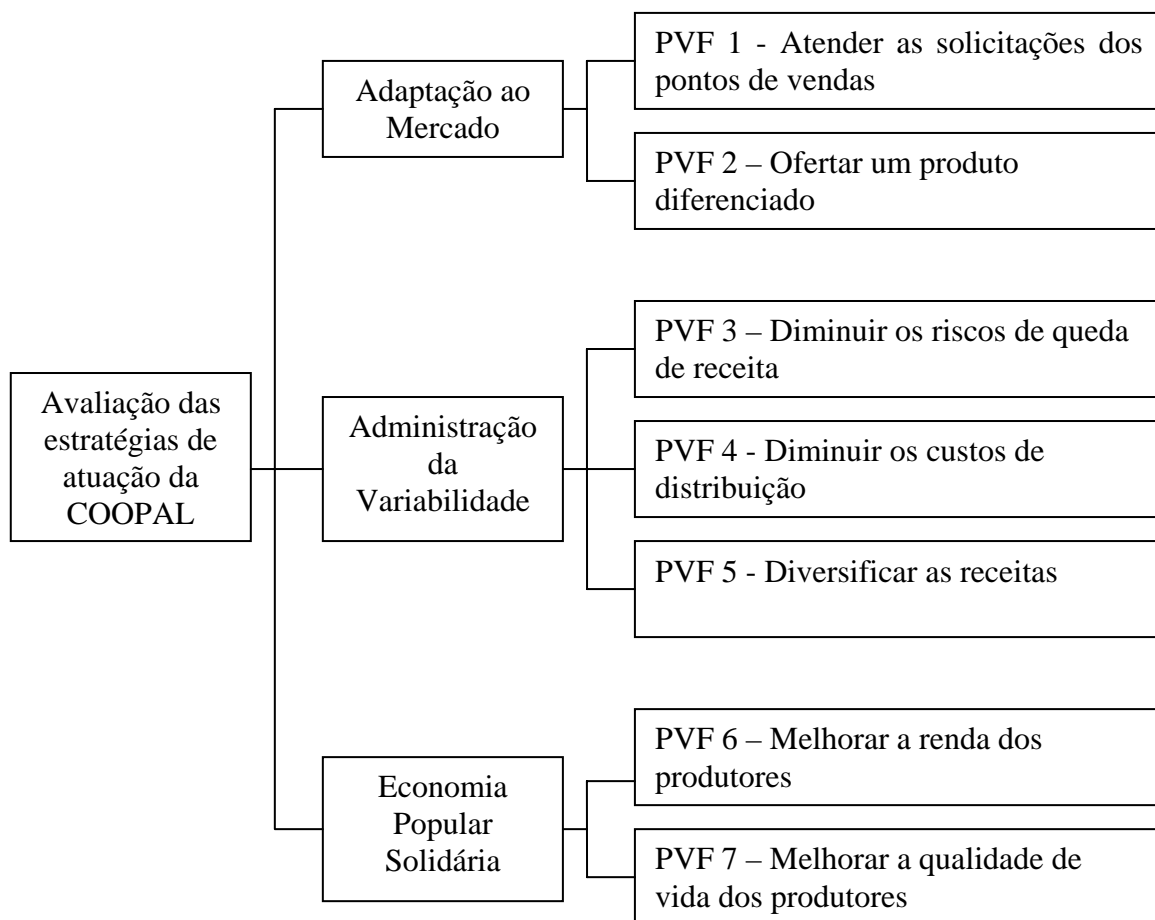 Avaliação das
estratégias de
atuação da
COOPAL
Adaptação ao
Mercado
PVF 1 - Atender as solicitações dos
pontos de vendas
PVF 2 – Ofertar um produto
diferenciado
Administração
da
Variabilidade
PVF 3 – Diminuir os riscos de queda
de receita
PVF 4 - Diminuir os custos de
distribuição
PVF 5 - Diversificar as receitas
Economia
Popular
Solidária
PVF 6 – Melhorar a renda dos
produtores
PVF 7 – Melhorar a qualidade de
vida dos produtores